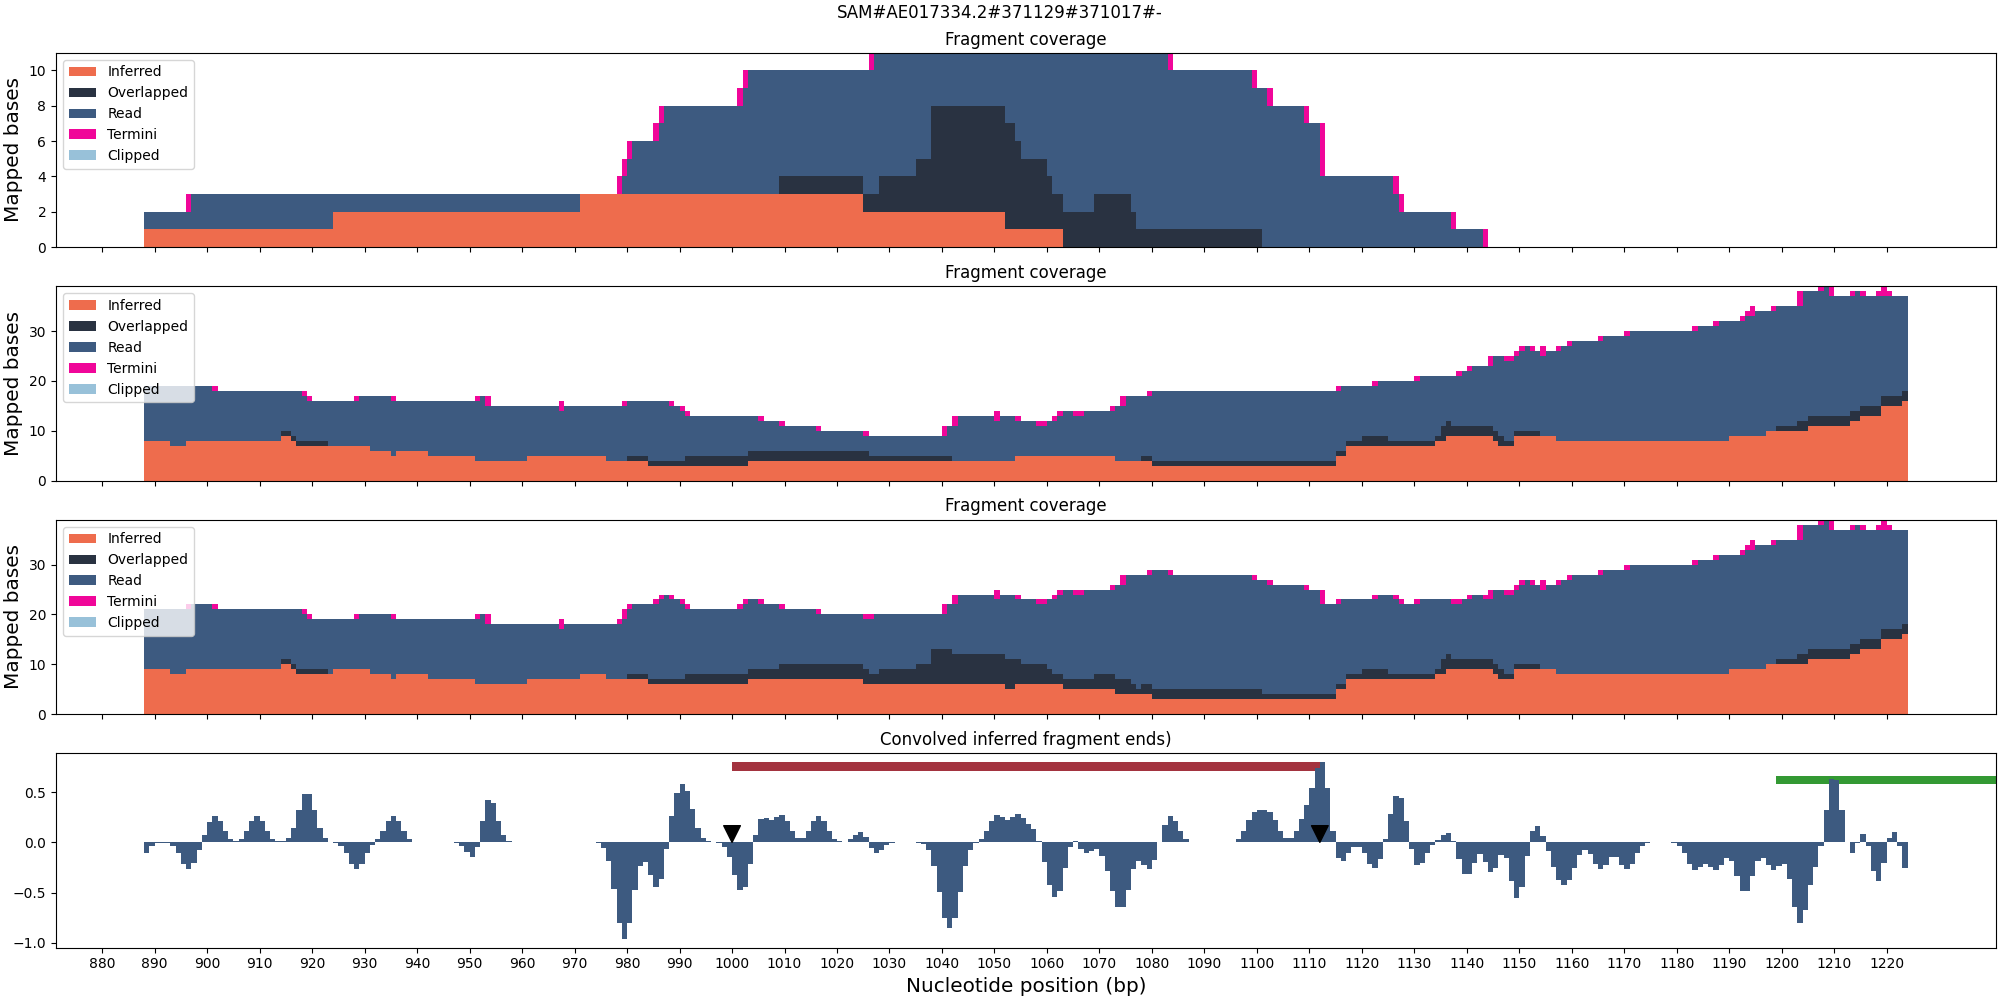 SAM#AE017334.2#371129#371017#-
Fragment coverage
Mapped bases
10
8
6
4
2
0
Inferred
Overlapped
Read
Termini
Clipped
Fragment coverage
Mapped bases
30
20
10
0
Inferred
Overlapped
Read
Termini
Clipped
Fragment coverage
Mapped bases
30
20
10
0
Inferred
Overlapped
Read
Termini
Clipped
Convolved inferred fragment ends)
0.5
0.0
−0.5
−1.0
880 890 900 910 920 930 940 950 960 970 980 990 1000 1010 1020 1030 1040 1050 1060 1070 1080 1090 1100 1110 1120 1130 1140 1150 1160 1170 1180 1190 1200 1210 1220
Nucleotide position (bp)